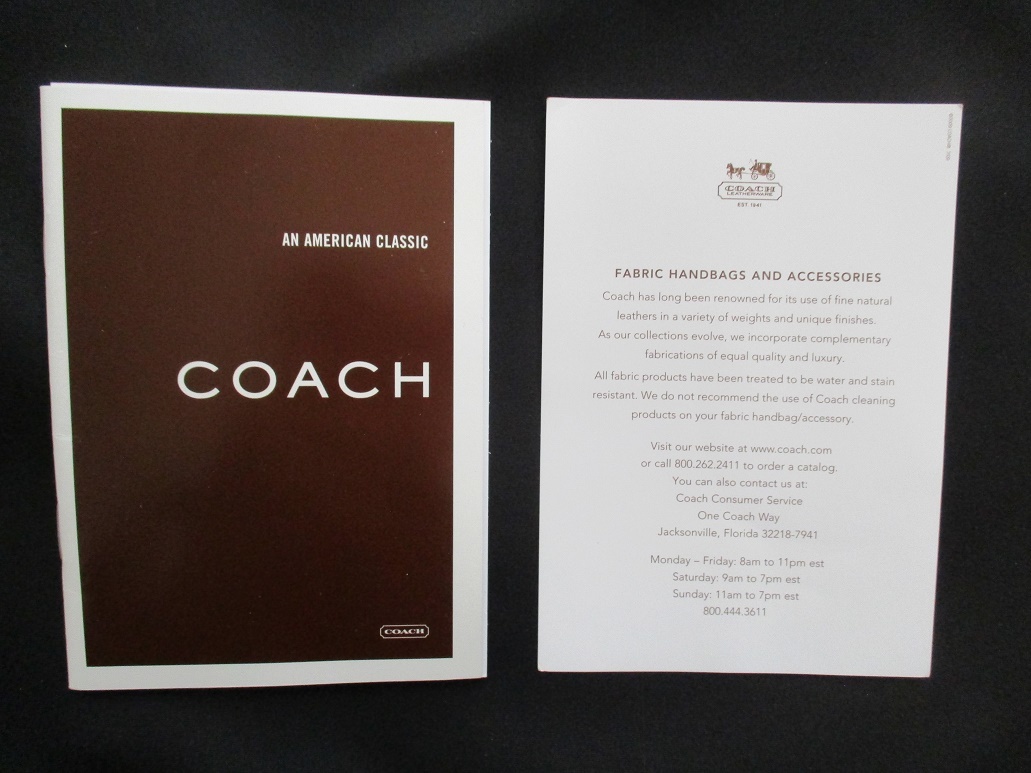 AN AMERICAN CLASSIC
COACH
COACH
COACH
LEATHERWARE
EST. 1941
FABRIC HANDBAGS AND ACCESSORIES
Coach has long been renowned for its use of fine natural
leathers in a variety of weights and unique finishes.
As our collections evolve, we incorporate complementary
fabrications of equal quality and luxury.
All fabric products have been treated to be water and stain
resistant. We do not recommend the use of Coach cleaning
products on your fabric handbag/accessory.
Visit our website at www.coach.com
or call 800.262.2411 to order a catalog.
You can also contact us at:
Coach Consumer Service
One Coach Way
Jacksonville, Florida 32218-7941
Monday – Friday: 8am to 11pm est
Saturday: 9am to 7pm est
Sunday: 11am to 7pm est
800.444.3611